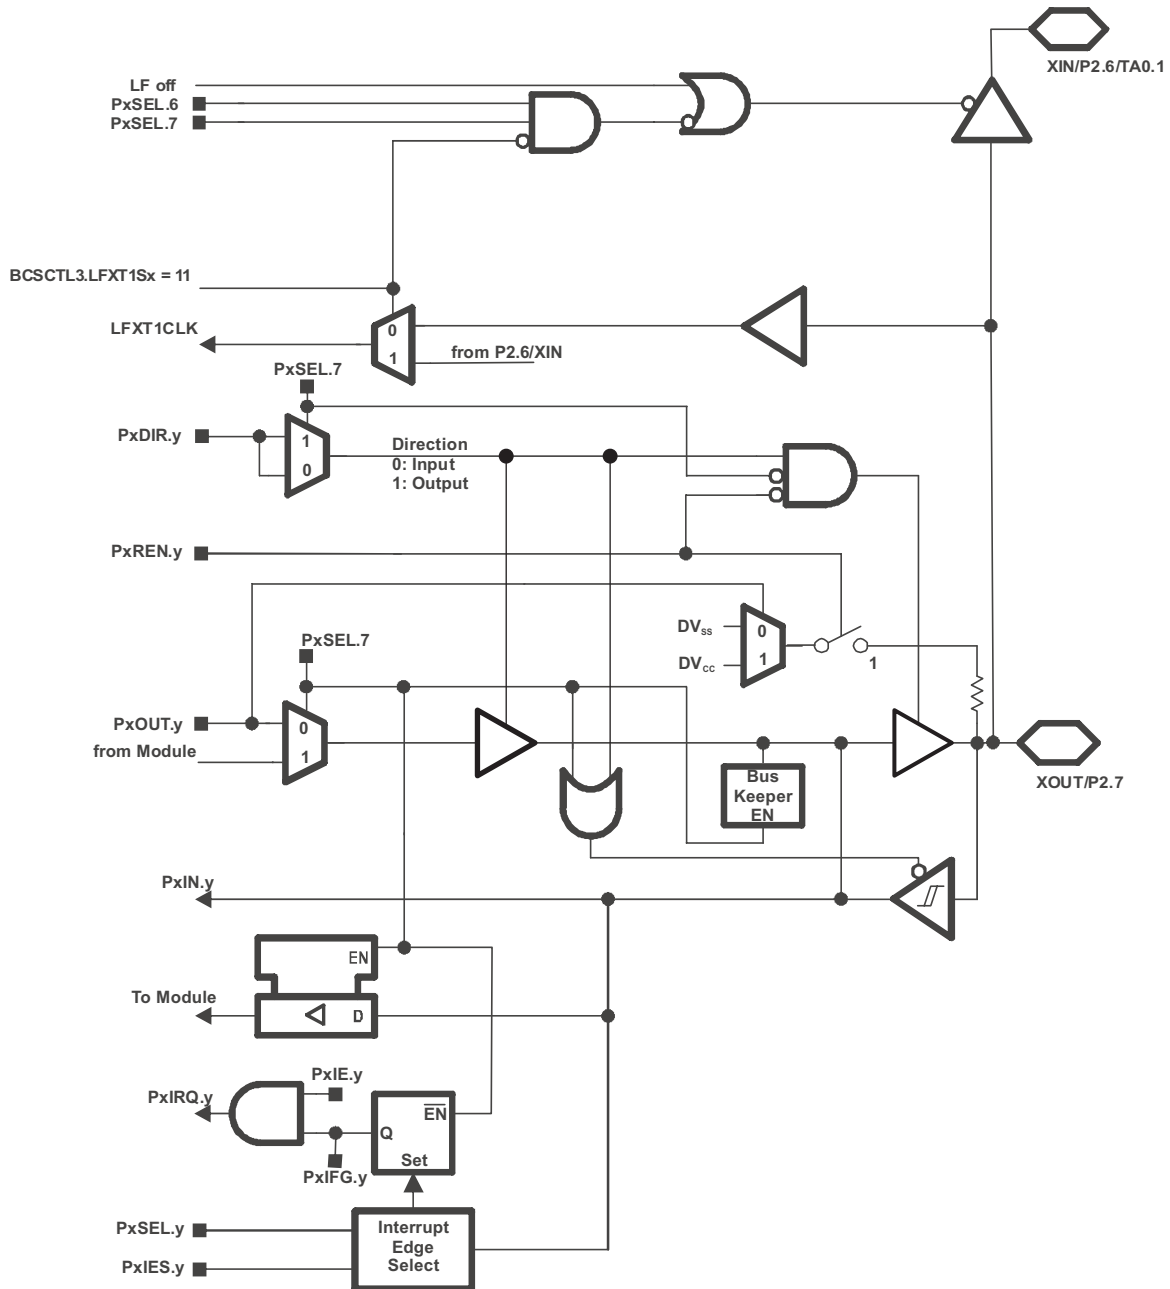 XIN/P2.6/TA0.1
LF off
PxSEL.6
PxSEL.7
BCSCTL3.LFXT1Sx = 11
LFXT1CLK
0
1
from P2.6/XIN
PxSEL.7
PxDIR.y
1
0
Direction
0: Input
1: Output
PxREN.y
DVSS
DVCC
0
1
1
PxSEL.7
PxOUT.y
from Module
0
1
Bus
Keeper
EN
XOUT/P2.7
PxIN.y
EN
To Module
D
PxIE.y
PxIRQ.y
EN
Q
Set
PxIFG.y
PxSEL.y
PxIES.y
Interrupt
Edge
Select